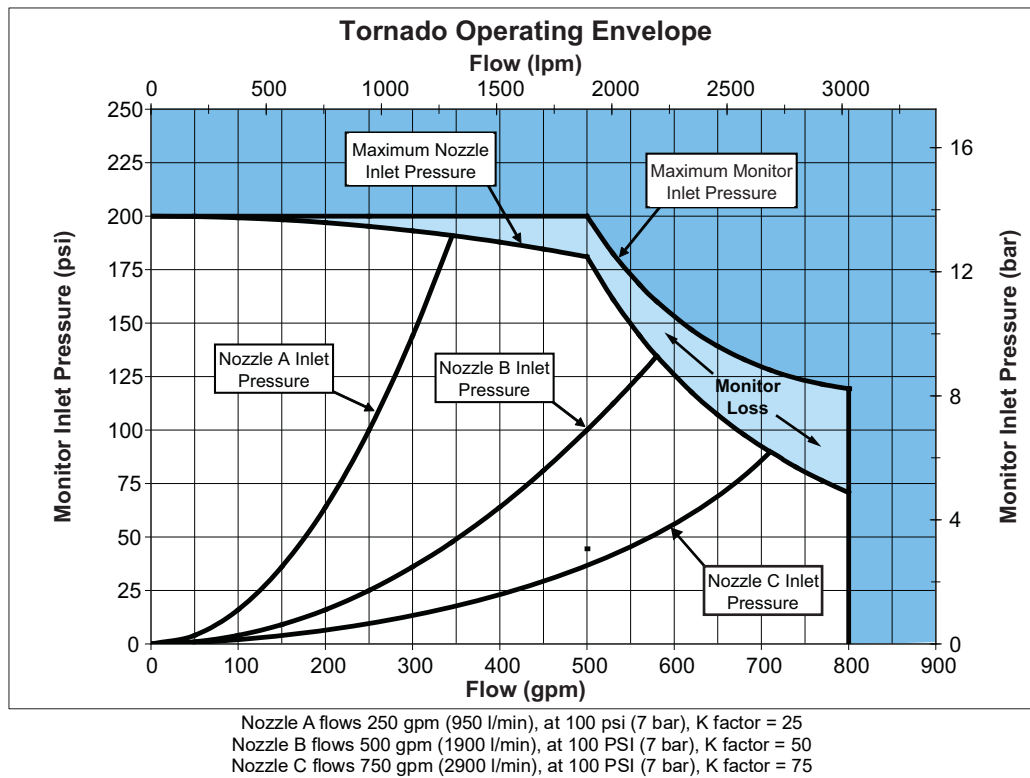 Tornado Operating Envelope
Flow (lpm)
0 500 1000 1500 2000 2500 3000
250
225
200
175
150
125
100
75
50
25
0
Monitor Inlet Pressure (psi)
16
12
8
4
0
Monitor Inlet Pressure (bar)
Maximum Nozzle
Inlet Pressure
Maximum Monitor
Inlet Pressure
Nozzle A Inlet
Pressure
Nozzle B Inlet
Pressure
Monitor
Loss
Nozzle C Inlet
Pressure
0 100 200 300 400 500 600 700 800 900
Flow (gpm)
Nozzle A flows 250 gpm (950 l/min), at 100 psi (7 bar), K factor = 25
Nozzle B flows 500 gpm (1900 l/min), at 100 PSI (7 bar), K factor = 50
Nozzle C flows 750 gpm (2900 l/min), at 100 PSI (7 bar), K factor = 75